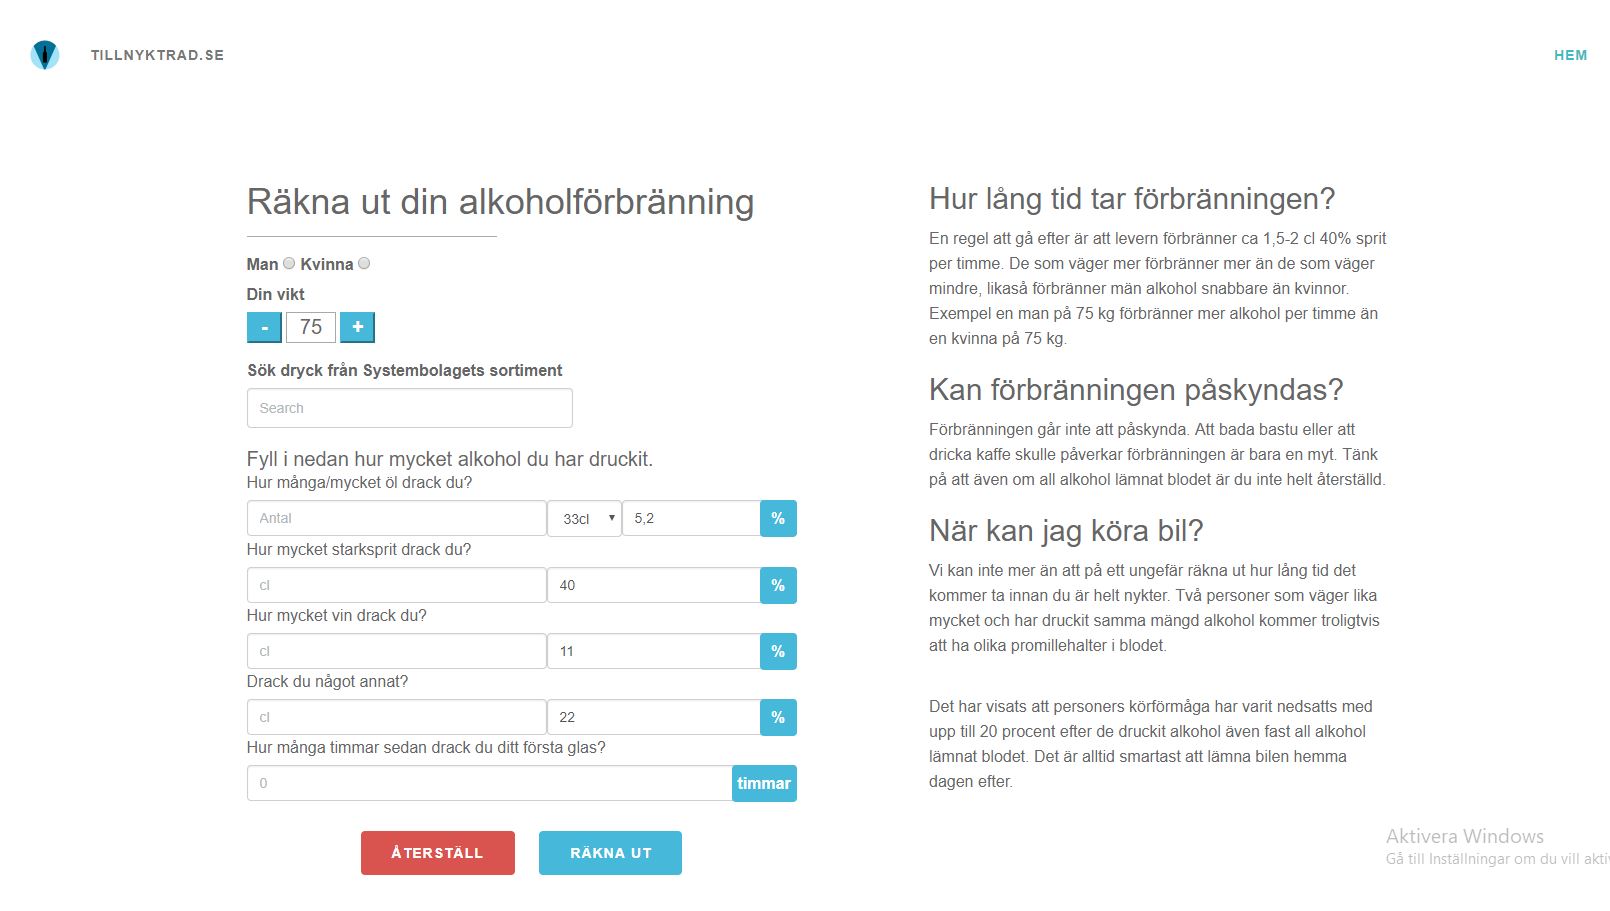 TILLNYKTRAD.SE
HEM
Räkna ut din alkoholförbränning
Man Kvinna
Din vikt
- 75 +
Sök dryck från Systembolagets sortiment
Search
Fyll i nedan hur mycket alkohol du har druckit.
Hur många/mycket öl drack du?
Antal 33cl 5,2 %
Hur mycket starksprit drack du?
cl 40 %
Hur mycket vin drack du?
cl 11 %
Drack du något annat?
cl 22 %
Hur många timmar sedan drack du ditt första glas?
0 timmar
ÅTERSTÄLL RÄKNA UT
Hur lång tid tar förbränningen?
En regel att gå efter är att levern förbränner ca 1,5-2 cl 40% sprit
per timme. De som väger mer förbränner mer än de som väger
mindre, likaså förbränner män alkohol snabbare än kvinnor.
Exempel en man på 75 kg förbränner mer alkohol per timme än
en kvinna på 75 kg.
Kan förbränningen påskyndas?
Förbränningen går inte att påskynda. Att bada bastu eller att
dricka kaffe skulle påverkar förbränningen är bara en myt. Tänk
på att även om all alkohol lämnat blodet är du inte helt återställd.
När kan jag köra bil?
Vi kan inte mer än att på ett ungefär räkna ut hur lång tid det
kommer ta innan du är helt nykter. Två personer som väger lika
mycket och har druckit samma mängd alkohol kommer troligtvis
att ha olika promillehalter i blodet.
Det har visats att personers körförmåga har varit nedsatts med
upp till 20 procent efter de druckit alkohol även fast all alkohol
lämnat blodet. Det är alltid smartast att lämna bilen hemma
dagen efter.
Aktivera Windows
Gå till Inställningar om du vill akti